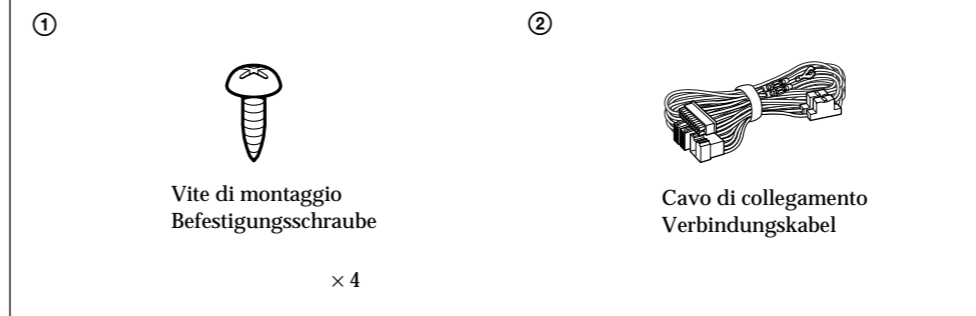 ①
Vite di montaggio
Befestigungsschraube
× 4
②
Cavo di collegamento
Verbindungskabel